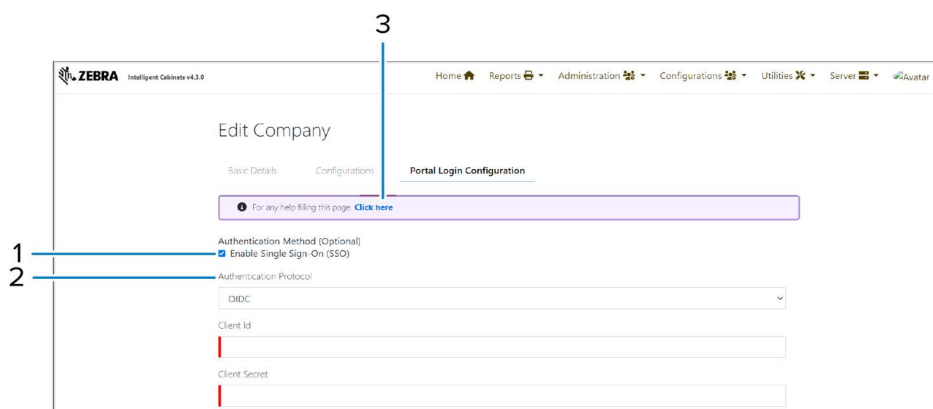 3
ZEBRA Intelligent Cabinets v4.3.0 Home Reports Administration Configurations Utilities Server Avatar
Edit Company
Basic Details Configurations Portal Login Configuration
For any help filling this page Click here
Authentication Method (Optional)
1 Enable Single Sign-On (SSO)
2 Authentication Protocol
OIDC
Client Id
Client Secret